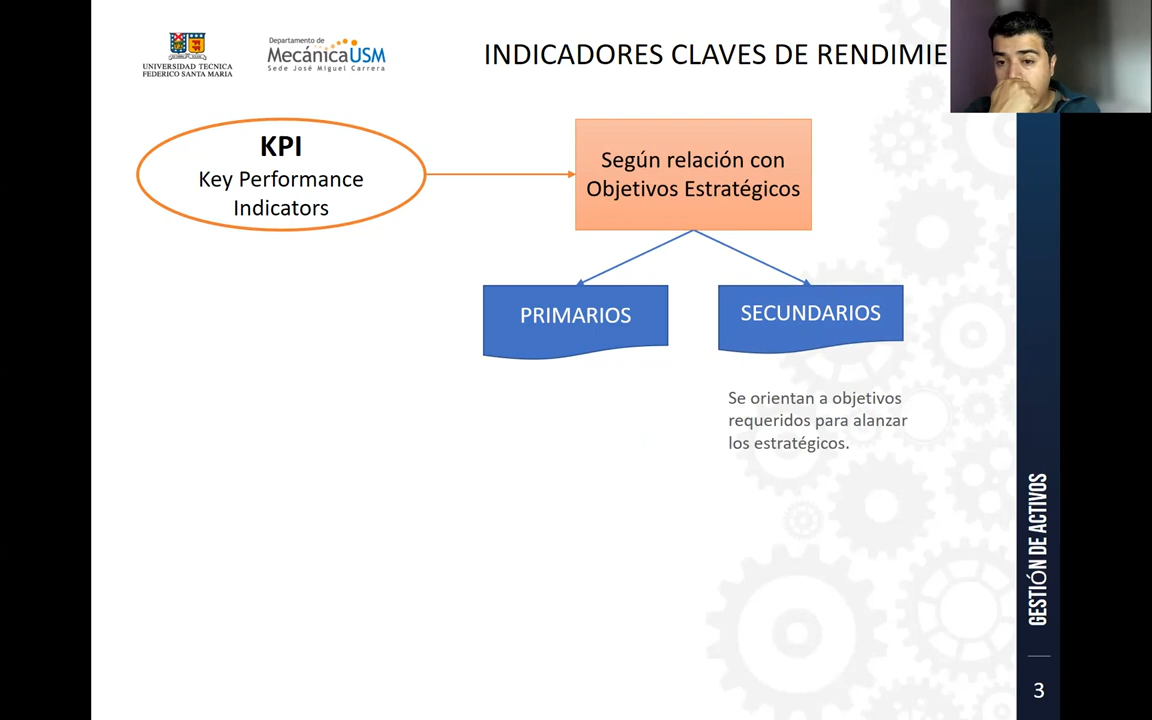 UNIVERSIDAD TECNICA
FEDERICO SANTA MARIA
Departamento de
MecánicaUSM
Sede José Miguel Carrera
INDICADORES CLAVES DE RENDIMIE
KPI
Key Performance
Indicators
Según relación con
Objetivos Estratégicos
PRIMARIOS
SECUNDARIOS
Se orientan a objetivos
requeridos para alanzar
los estratégicos.
GESTIÓN DE ACTIVOS
3